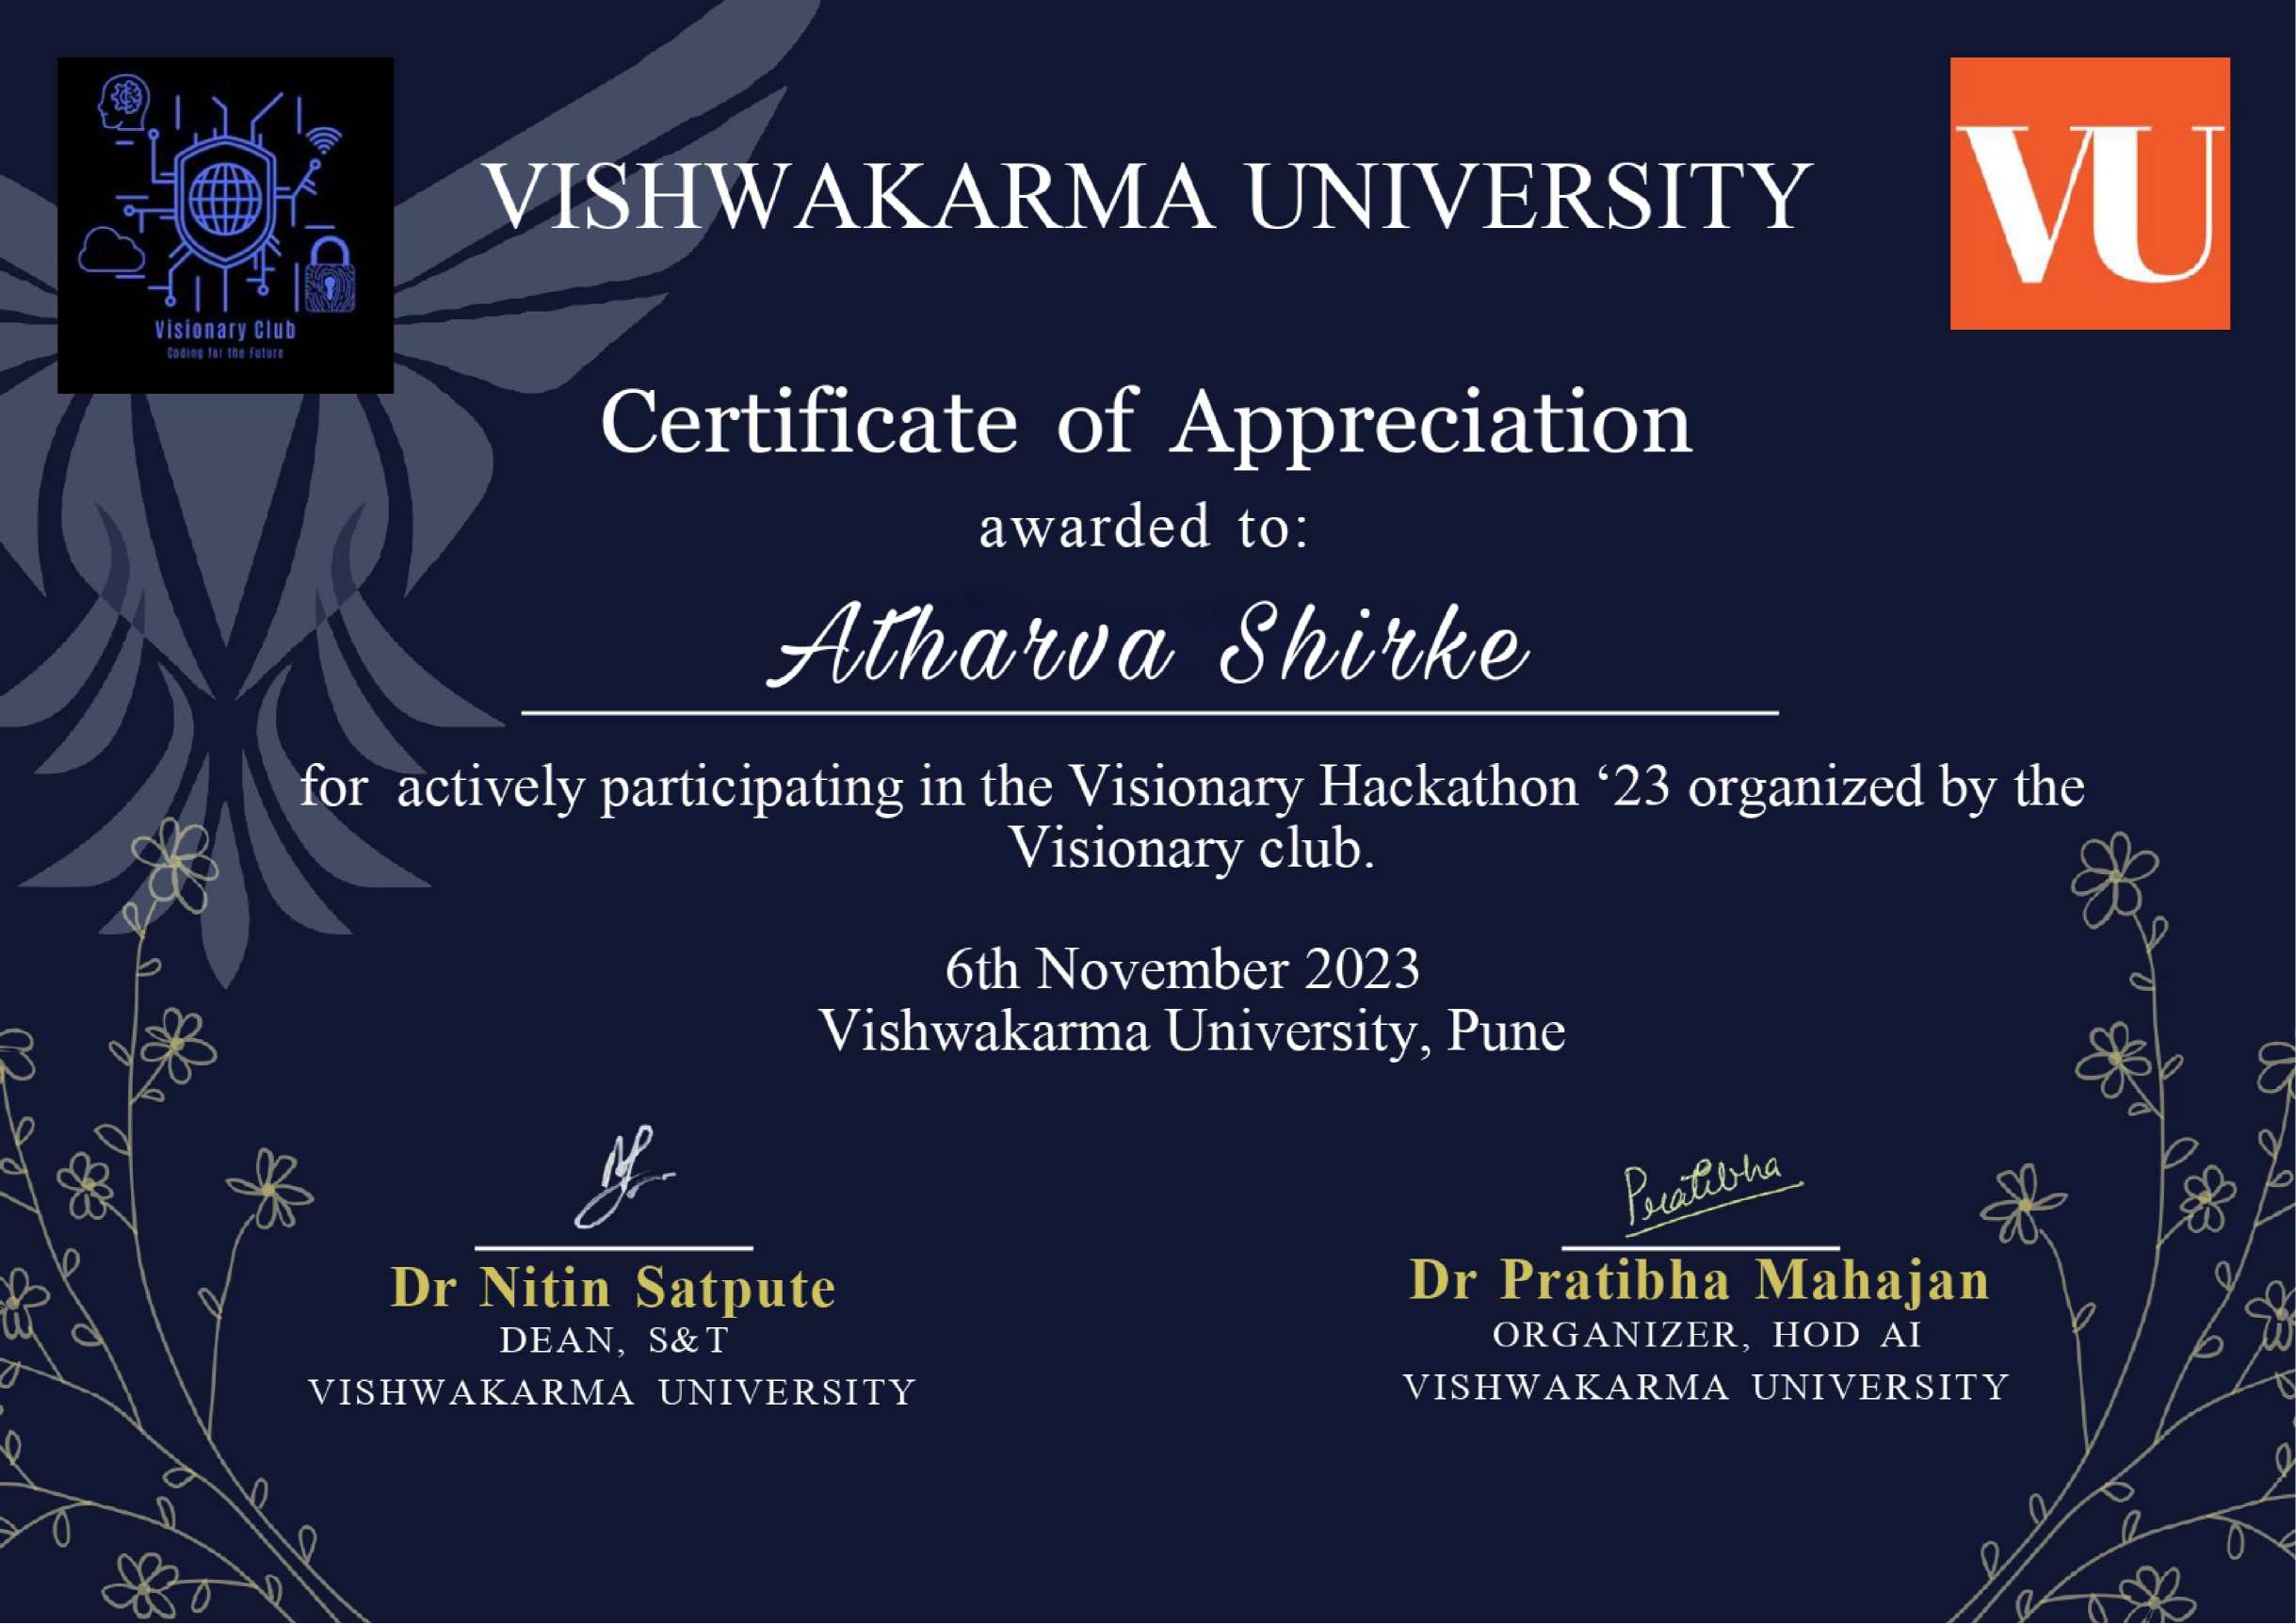 Visionary Club
Coding for the Future
VU
VISHWAKARMA UNIVERSITY
Certificate of Appreciation
awarded to:
Atharva Shirke
for actively participating in the Visionary Hackathon ‘23 organized by the
Visionary club.
6th November 2023
Vishwakarma University, Pune
Dr Nitin Satpute
DEAN, S&T
VISHWAKARMA UNIVERSITY
Pratibha
Dr Pratibha Mahajan
ORGANIZER, HOD AI
VISHWAKARMA UNIVERSITY